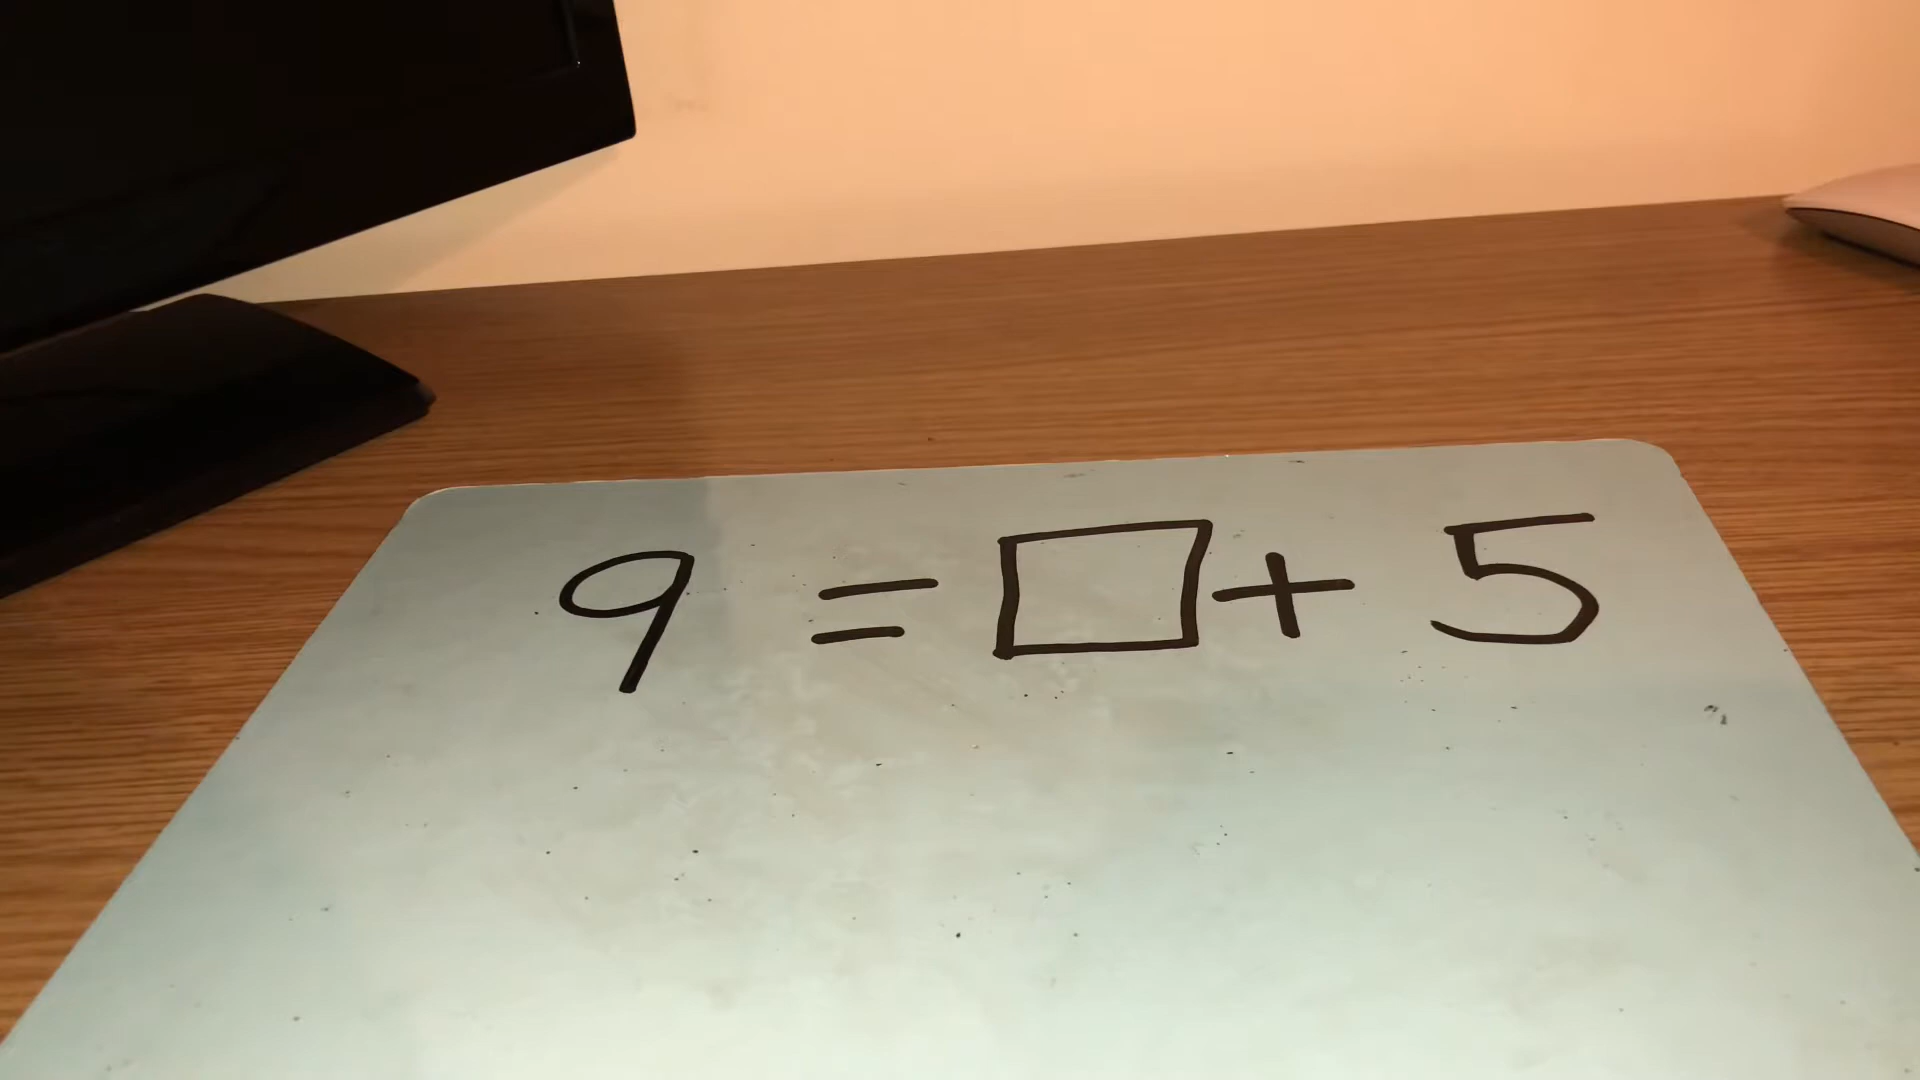 9 = □ + 5